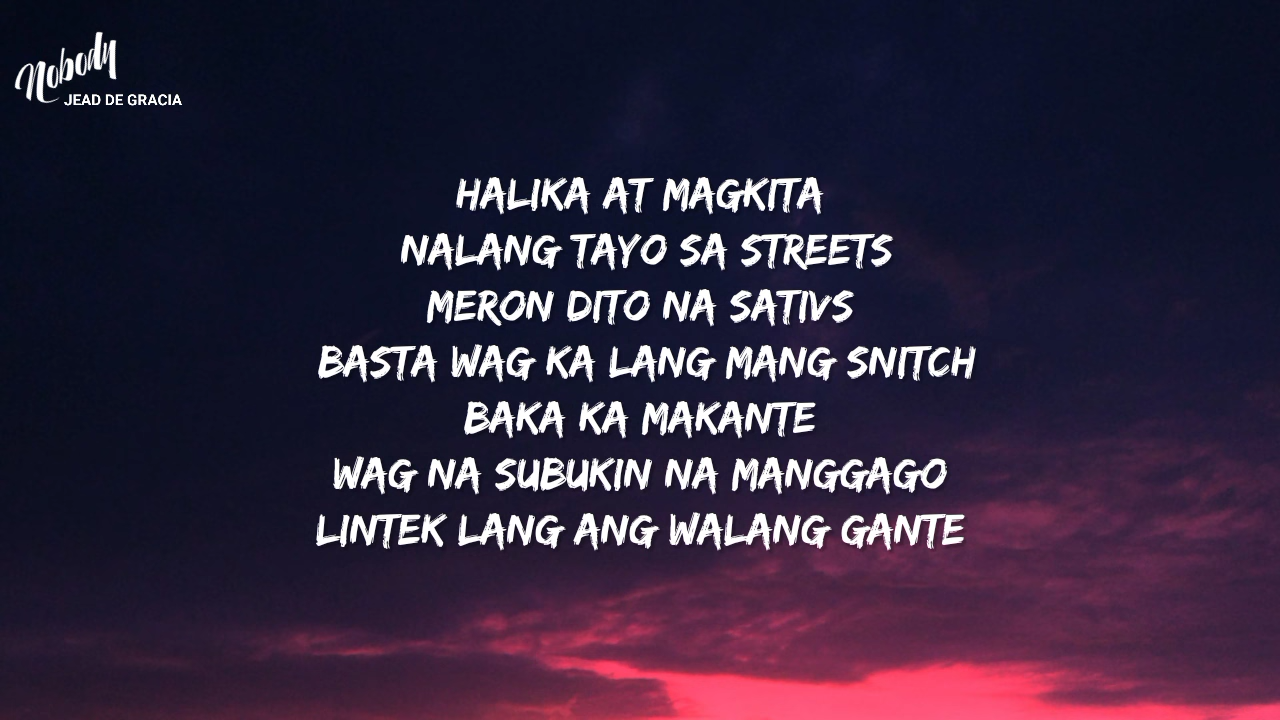 Nobody
JEAD DE GRACIA
HALIKA AT MAGKITA
NALANG TAYO SA STREETS
MERON DITO NA SATIVS
BASTA WAG KA LANG MANG SNITCH
BAKA KA MAKANTE
WAG NA SUBUKIN NA MANGGAGO
LINTEK LANG ANG WALANG GANTE